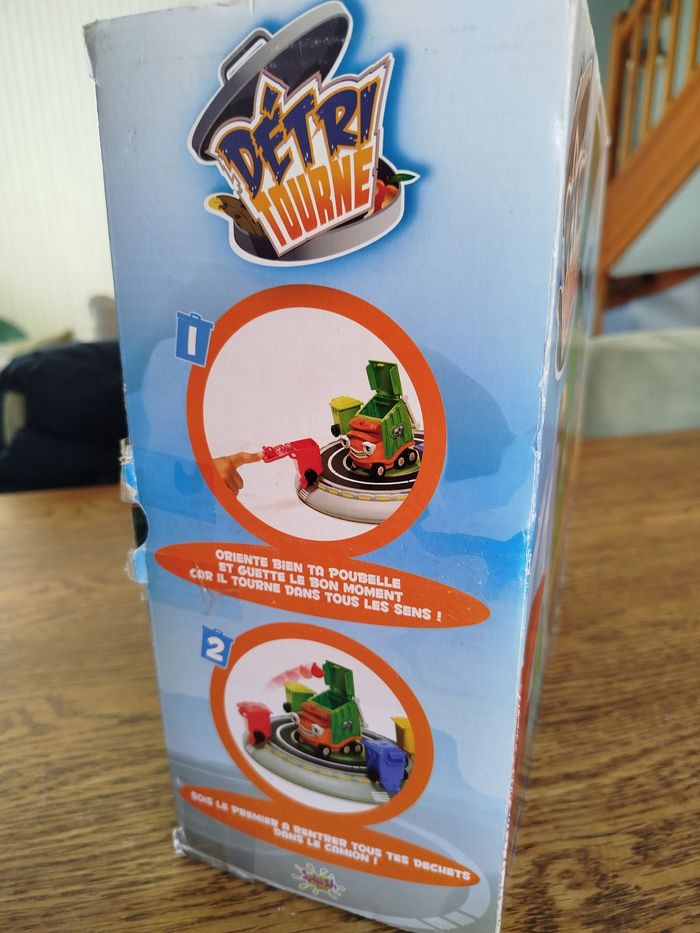 DÉTRI
TOURNE
1
ORIENTE BIEN TA POUBELLE
ET GUETTE LE BON MOMENT
CAR IL TOURNE DANS TOUS LES SENS !
2
SOIS LE PREMIER A RENTRER TOUS TES DECHETS
DANS LE CAMION !